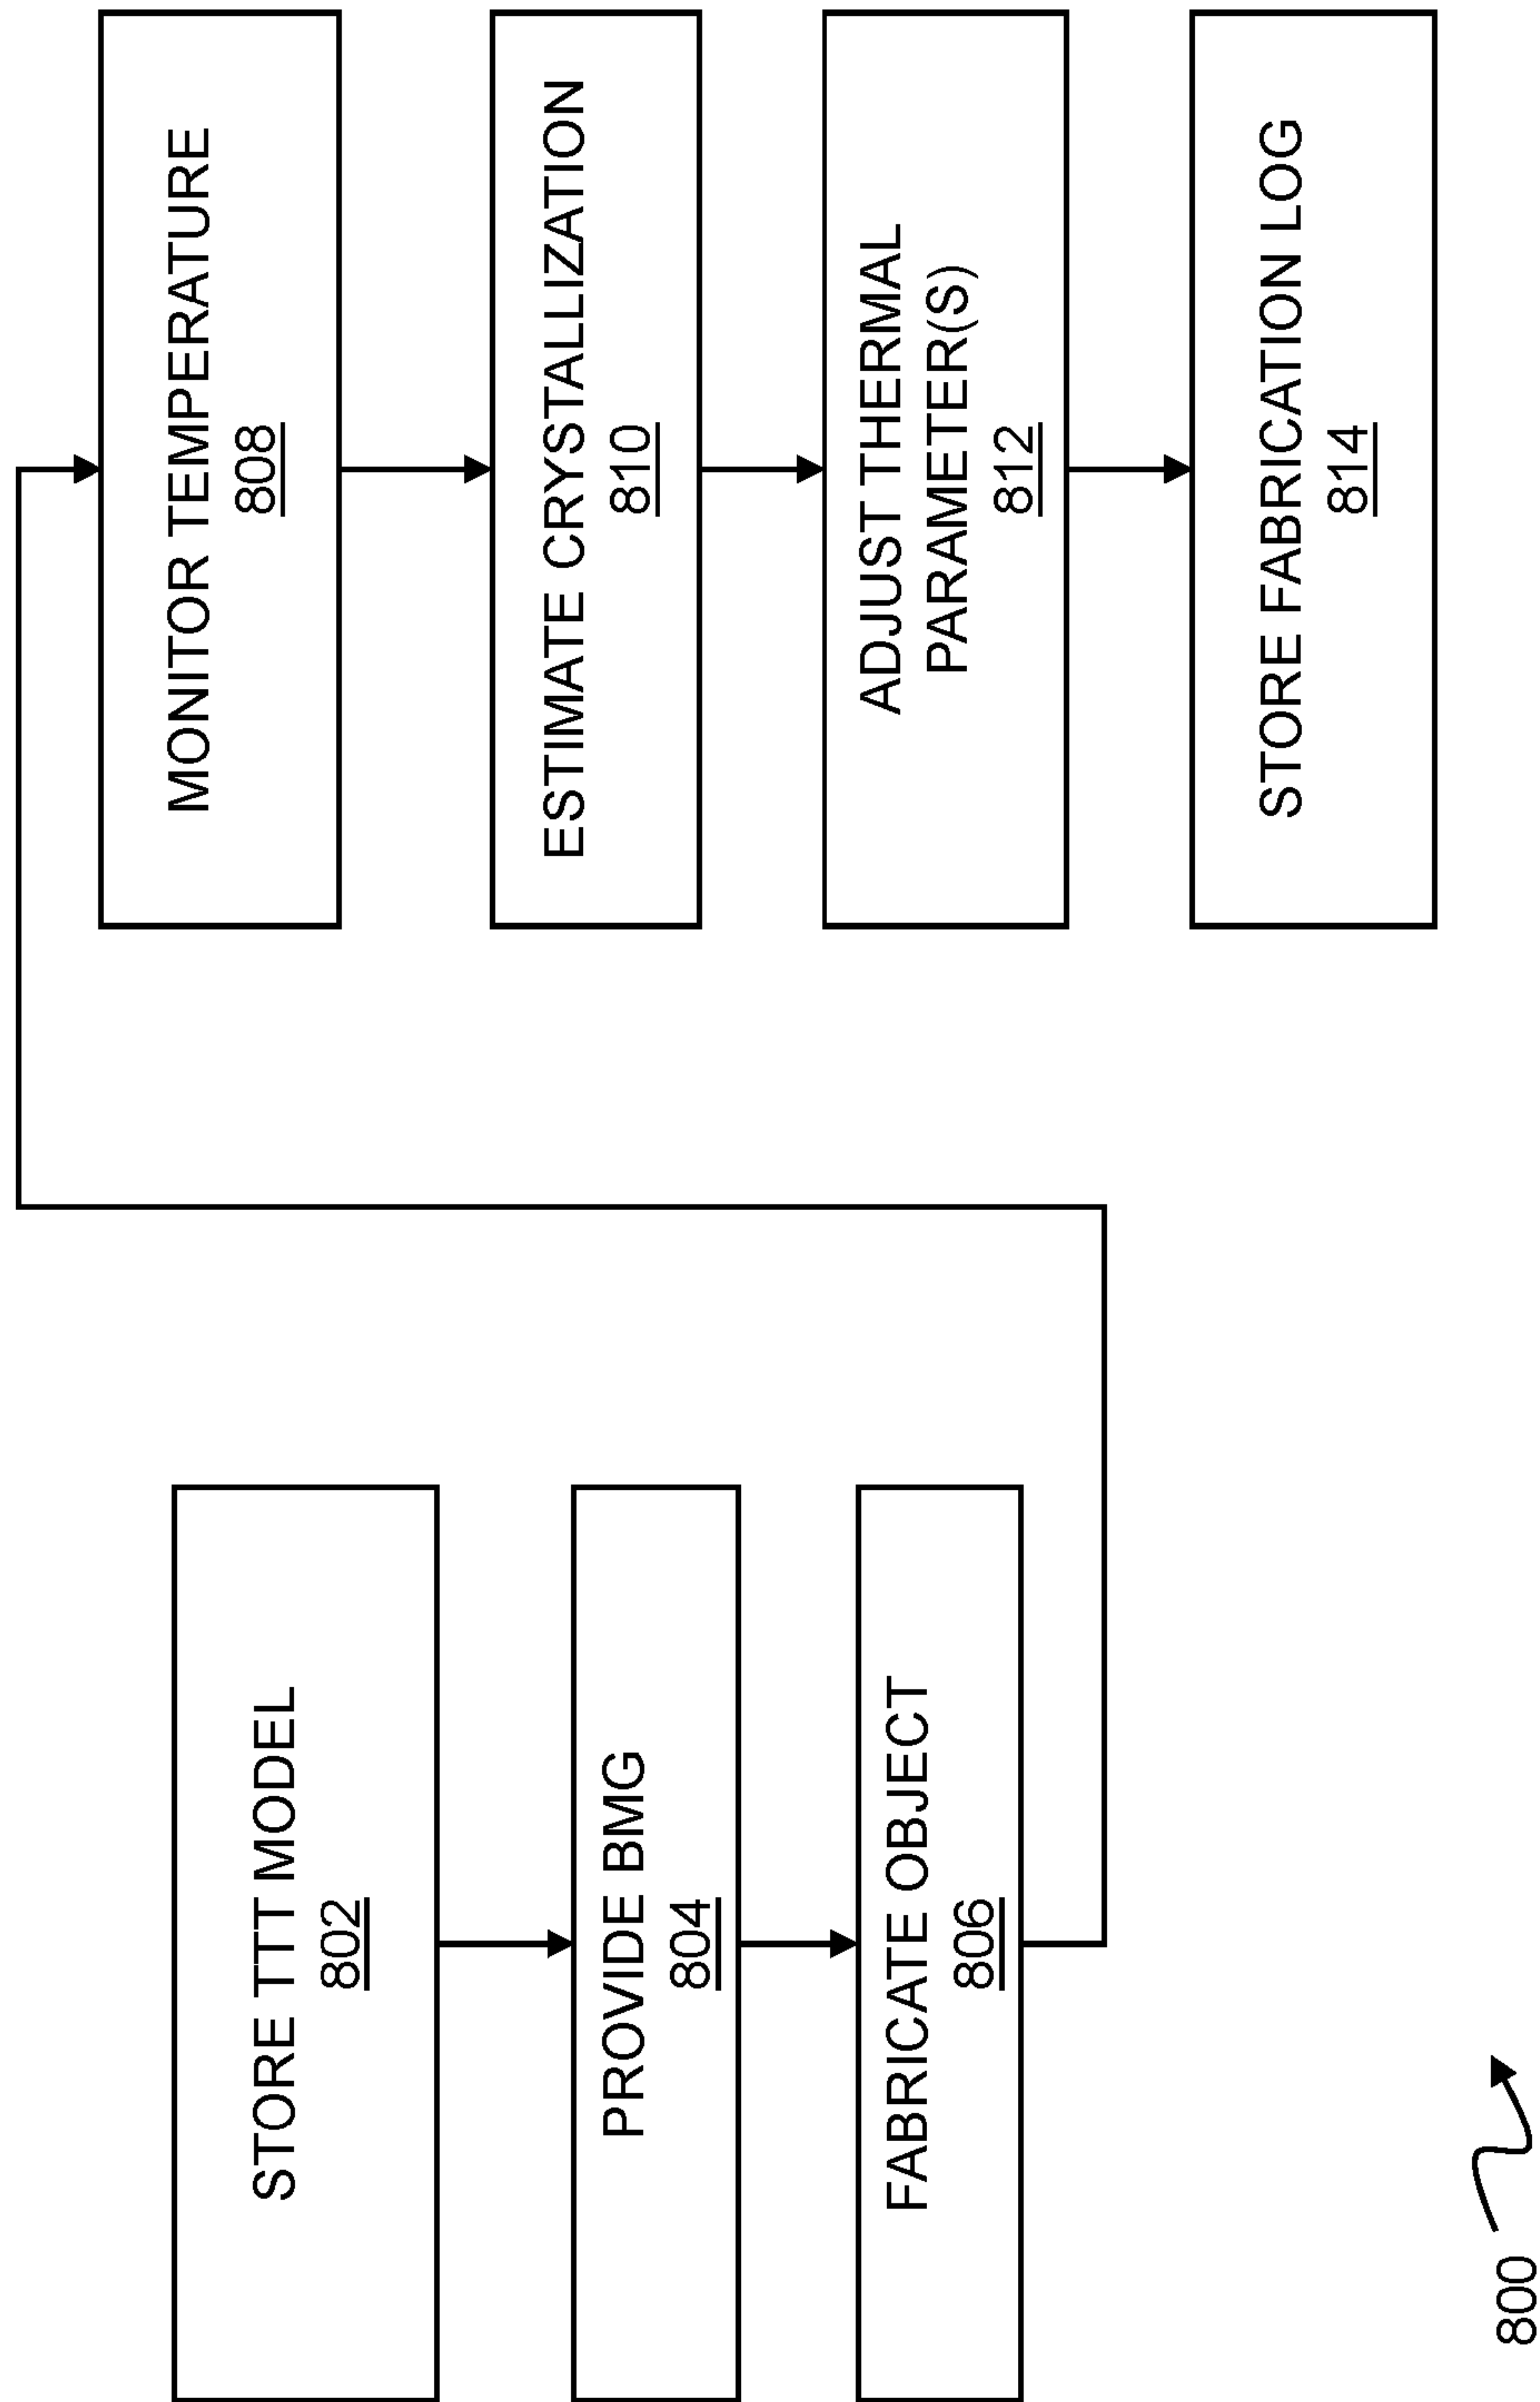 STORE TTT MODEL
802
PROVIDE BMG
804
FABRICATE OBJECT
806
MONITOR TEMPERATURE
808
ESTIMATE CRYSTALLIZATION
810
ADJUST THERMAL
PARAMETER(S)
812
STORE FABRICATION LOG
814
800